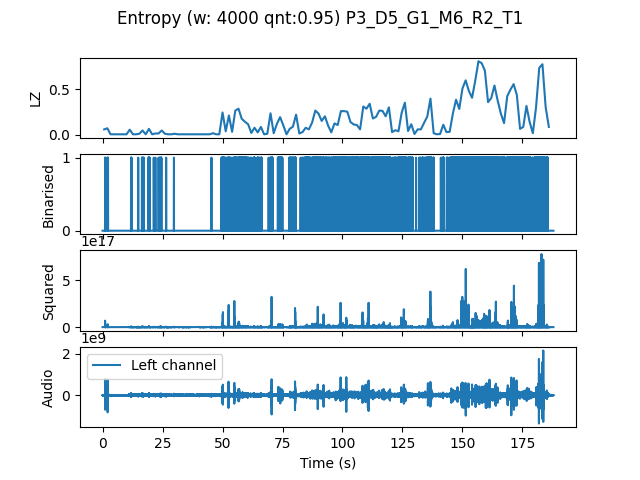 Entropy (w: 4000 qnt:0.95) P3_D5_G1_M6_R2_T1
LZ
0.5
0.0
Binarised
1
0
1e17
Squared
5
0
1e9
Audio
2
0
Left channel
0 25 50 75 100 125 150 175
Time (s)